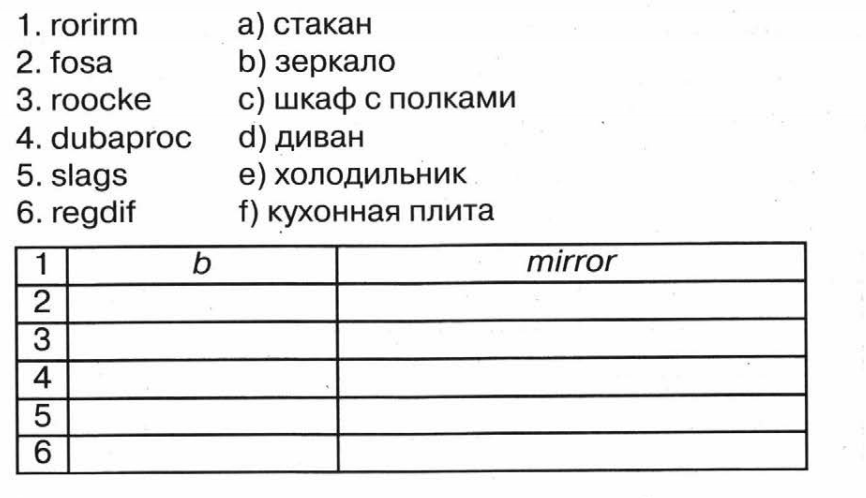 1. rorirm a) стакан
2. fosa b) зеркало
3. roocke c) шкаф с полками
4. dubaproc d) диван
5. slags e) холодильник
6. regdif f) кухонная плита
1 b mirror
2
3
4
5
6